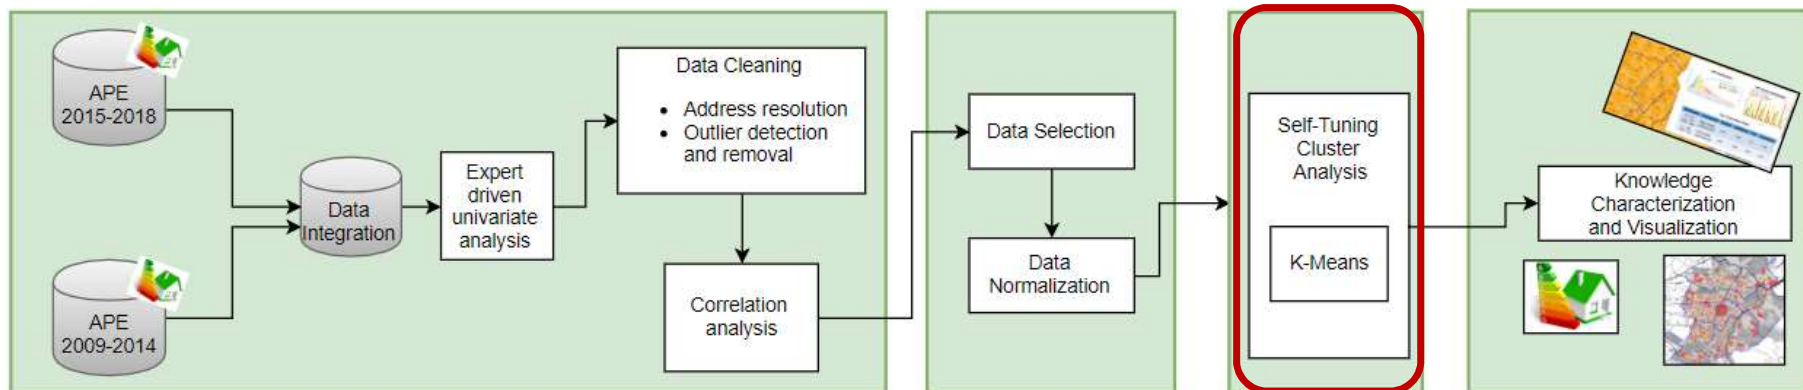 APE
2015-2018
APE
2009-2014
Data
Integration
Expert
driven
univariate
analysis
Data Cleaning
• Address resolution
• Outlier detection
and removal
Correlation
analysis
Data Selection
Data
Normalization
Self-Tuning
Cluster
Analysis
K-Means
Knowledge
Characterization
and Visualization